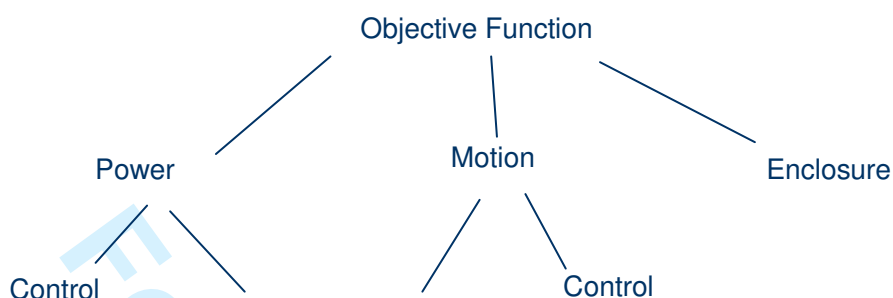 Objective Function
Power
Motion
Enclosure
Control
Control